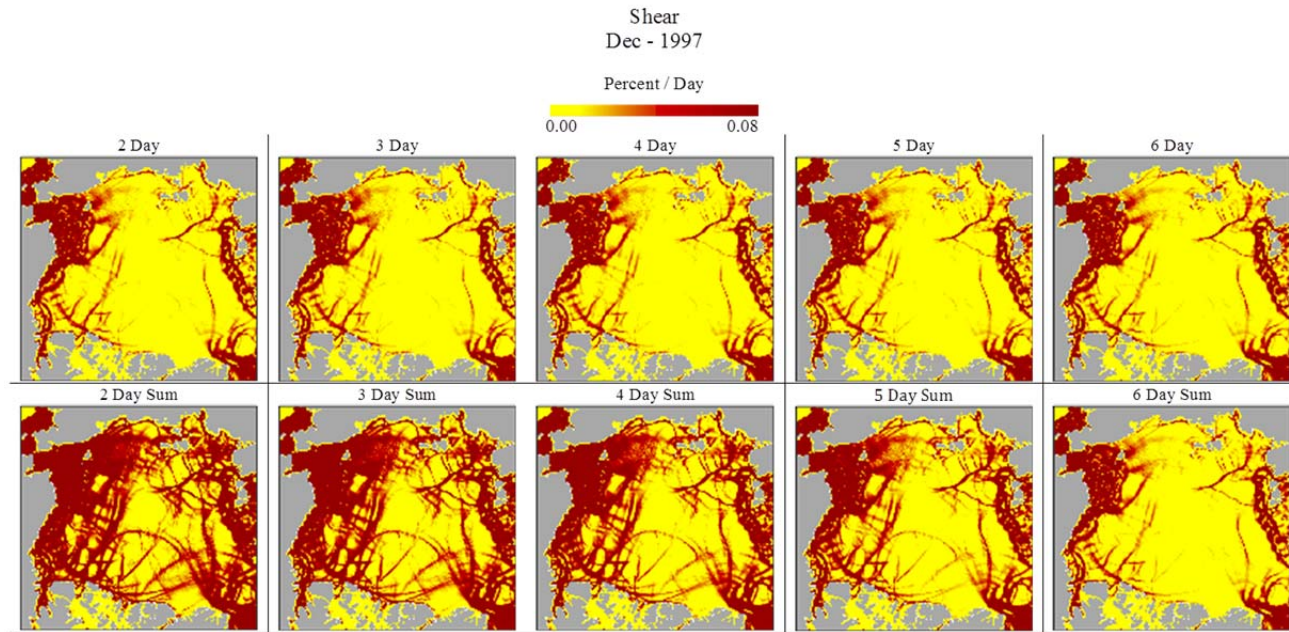 Shear
Dec - 1997
Percent / Day
0.00 0.08
2 Day 3 Day 4 Day 5 Day 6 Day
2 Day Sum 3 Day Sum 4 Day Sum 5 Day Sum 6 Day Sum